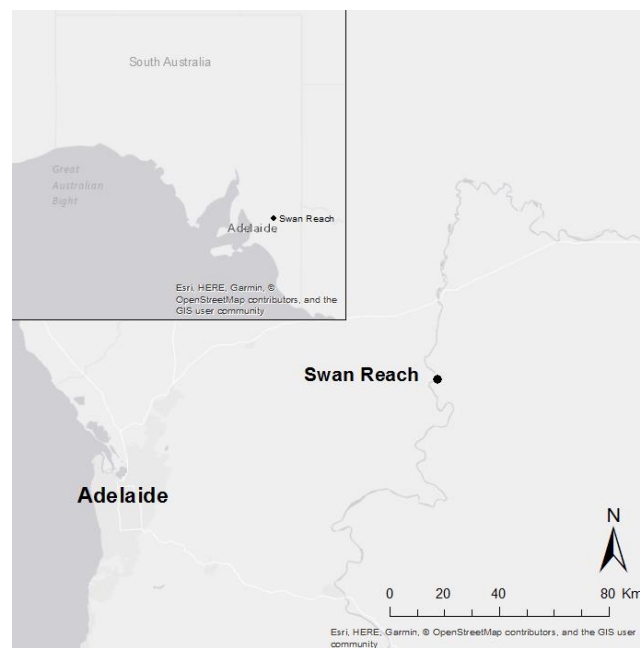 South Australia
Great
Australian
Bight
Swan Reach
Adelaide
Esri, HERE, Garmin, ©
OpenStreetMap contributors, and the
GIS user community
Swan Reach
Adelaide
N
0 20 40 80 Km
Esri, HERE, Garmin, © OpenStreetMap contributors, and the GIS user
community